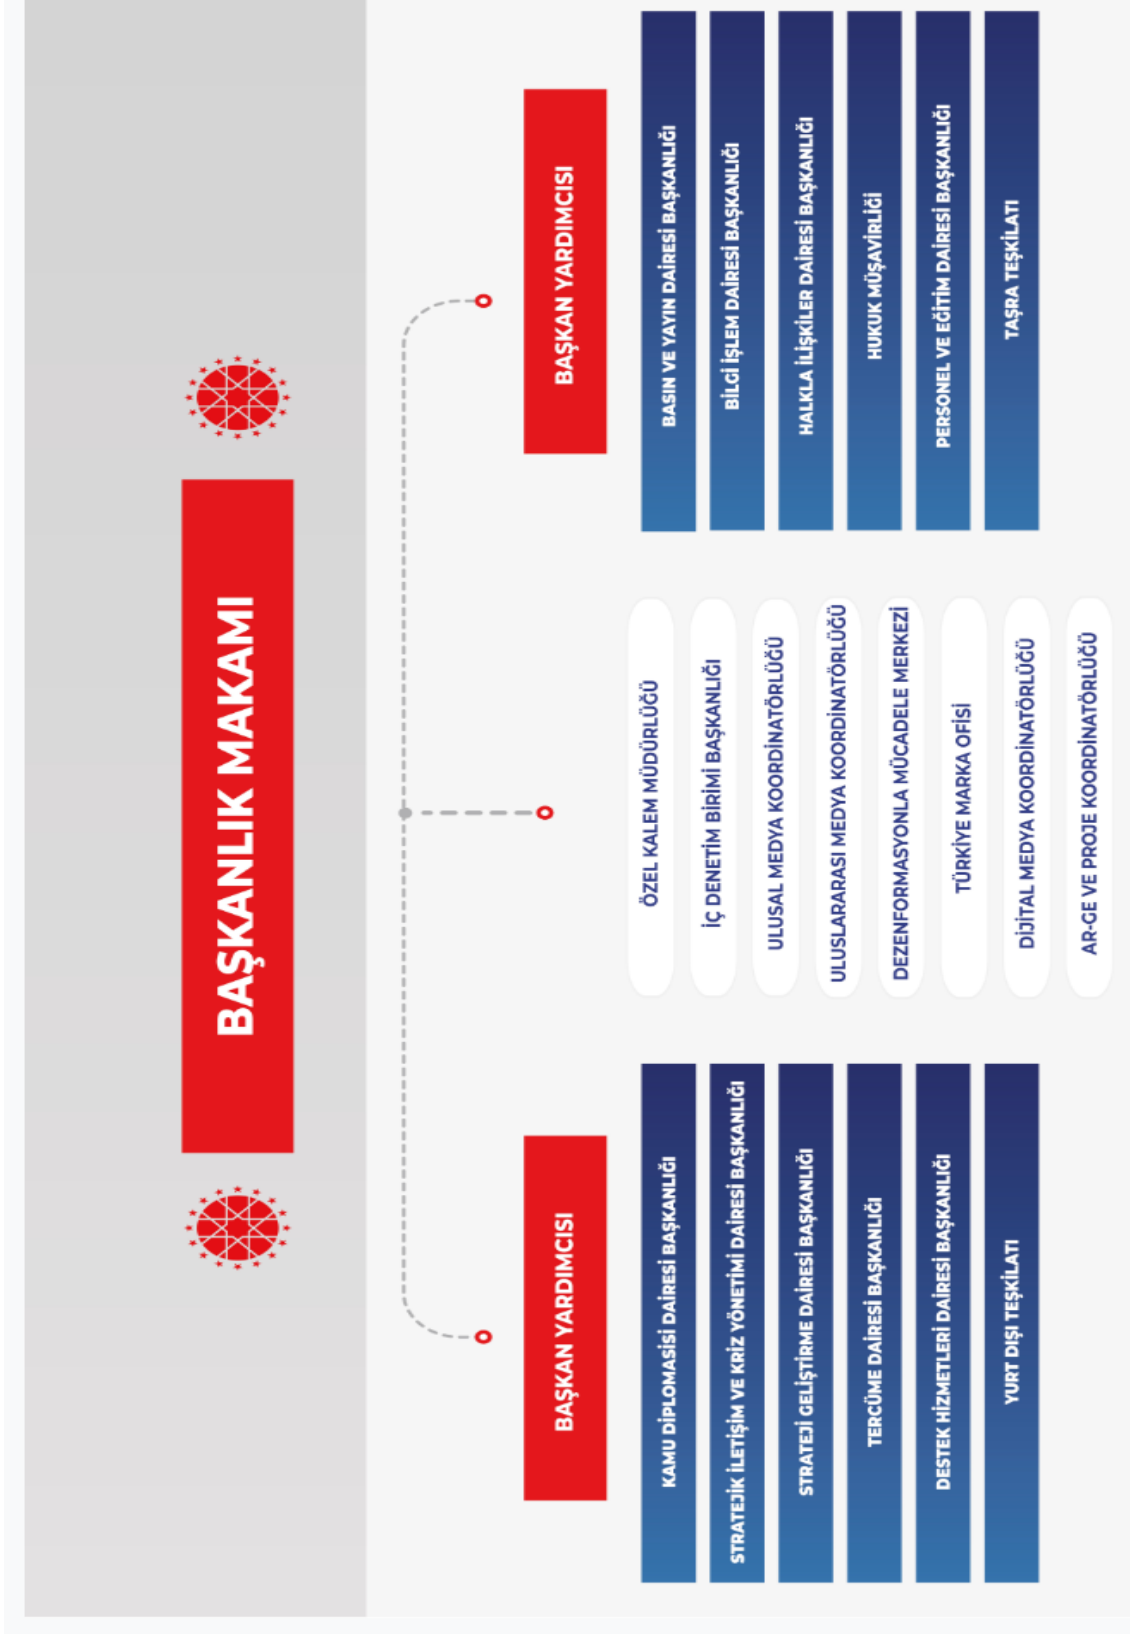 BAŞKANLIK MAKAMI
BAŞKAN YARDIMCISI
KAMU DİPLOMASİSİ DAİRESİ BAŞKANLIĞI
STRATEJİK İLETİŞİM VE KRİZ YÖNETİMİ DAİRESİ BAŞKANLIĞI
STRATEJİ GELİŞTİRME DAİRESİ BAŞKANLIĞI
TERCÜME DAİRESİ BAŞKANLIĞI
DESTEK HİZMETLERİ DAİRESİ BAŞKANLIĞI
YURT DIŞI TEŞKİLATI
ÖZEL KALEM MÜDÜRLÜĞÜ
İÇ DENETİM BİRİMİ BAŞKANLIĞI
ULUSAL MEDYA KOORDİNATÖRLÜĞÜ
ULUSLARARASI MEDYA KOORDİNATÖRLÜĞÜ
DEZENFORMASYONLA MÜCADELE MERKEZİ
TÜRKİYE MARKA OFİSİ
DİJİTAL MEDYA KOORDİNATÖRLÜĞÜ
AR-GE VE PROJE KOORDİNATÖRLÜĞÜ
BAŞKAN YARDIMCISI
BASIN VE YAYIN DAİRESİ BAŞKANLIĞI
BİLGİ İŞLEM DAİRESİ BAŞKANLIĞI
HALKLA İLİŞKİLER DAİRESİ BAŞKANLIĞI
HUKUK MÜŞAVİRLİĞİ
PERSONEL VE EĞİTİM DAİRESİ BAŞKANLIĞI
TAŞRA TEŞKİLATI